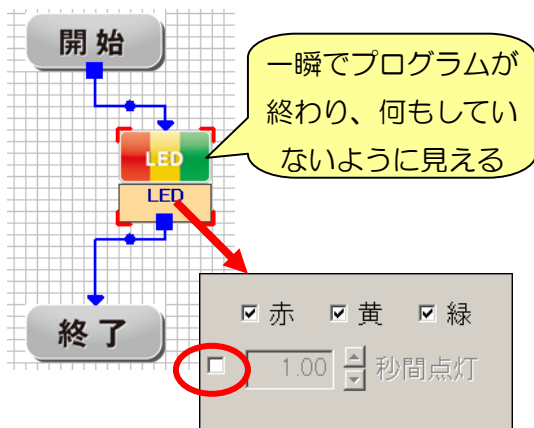 開始
一瞬でプログラムが
終わり、何もしてい
ないように見える
LED
LED
終了
赤 黄 緑
1.00 秒間点灯